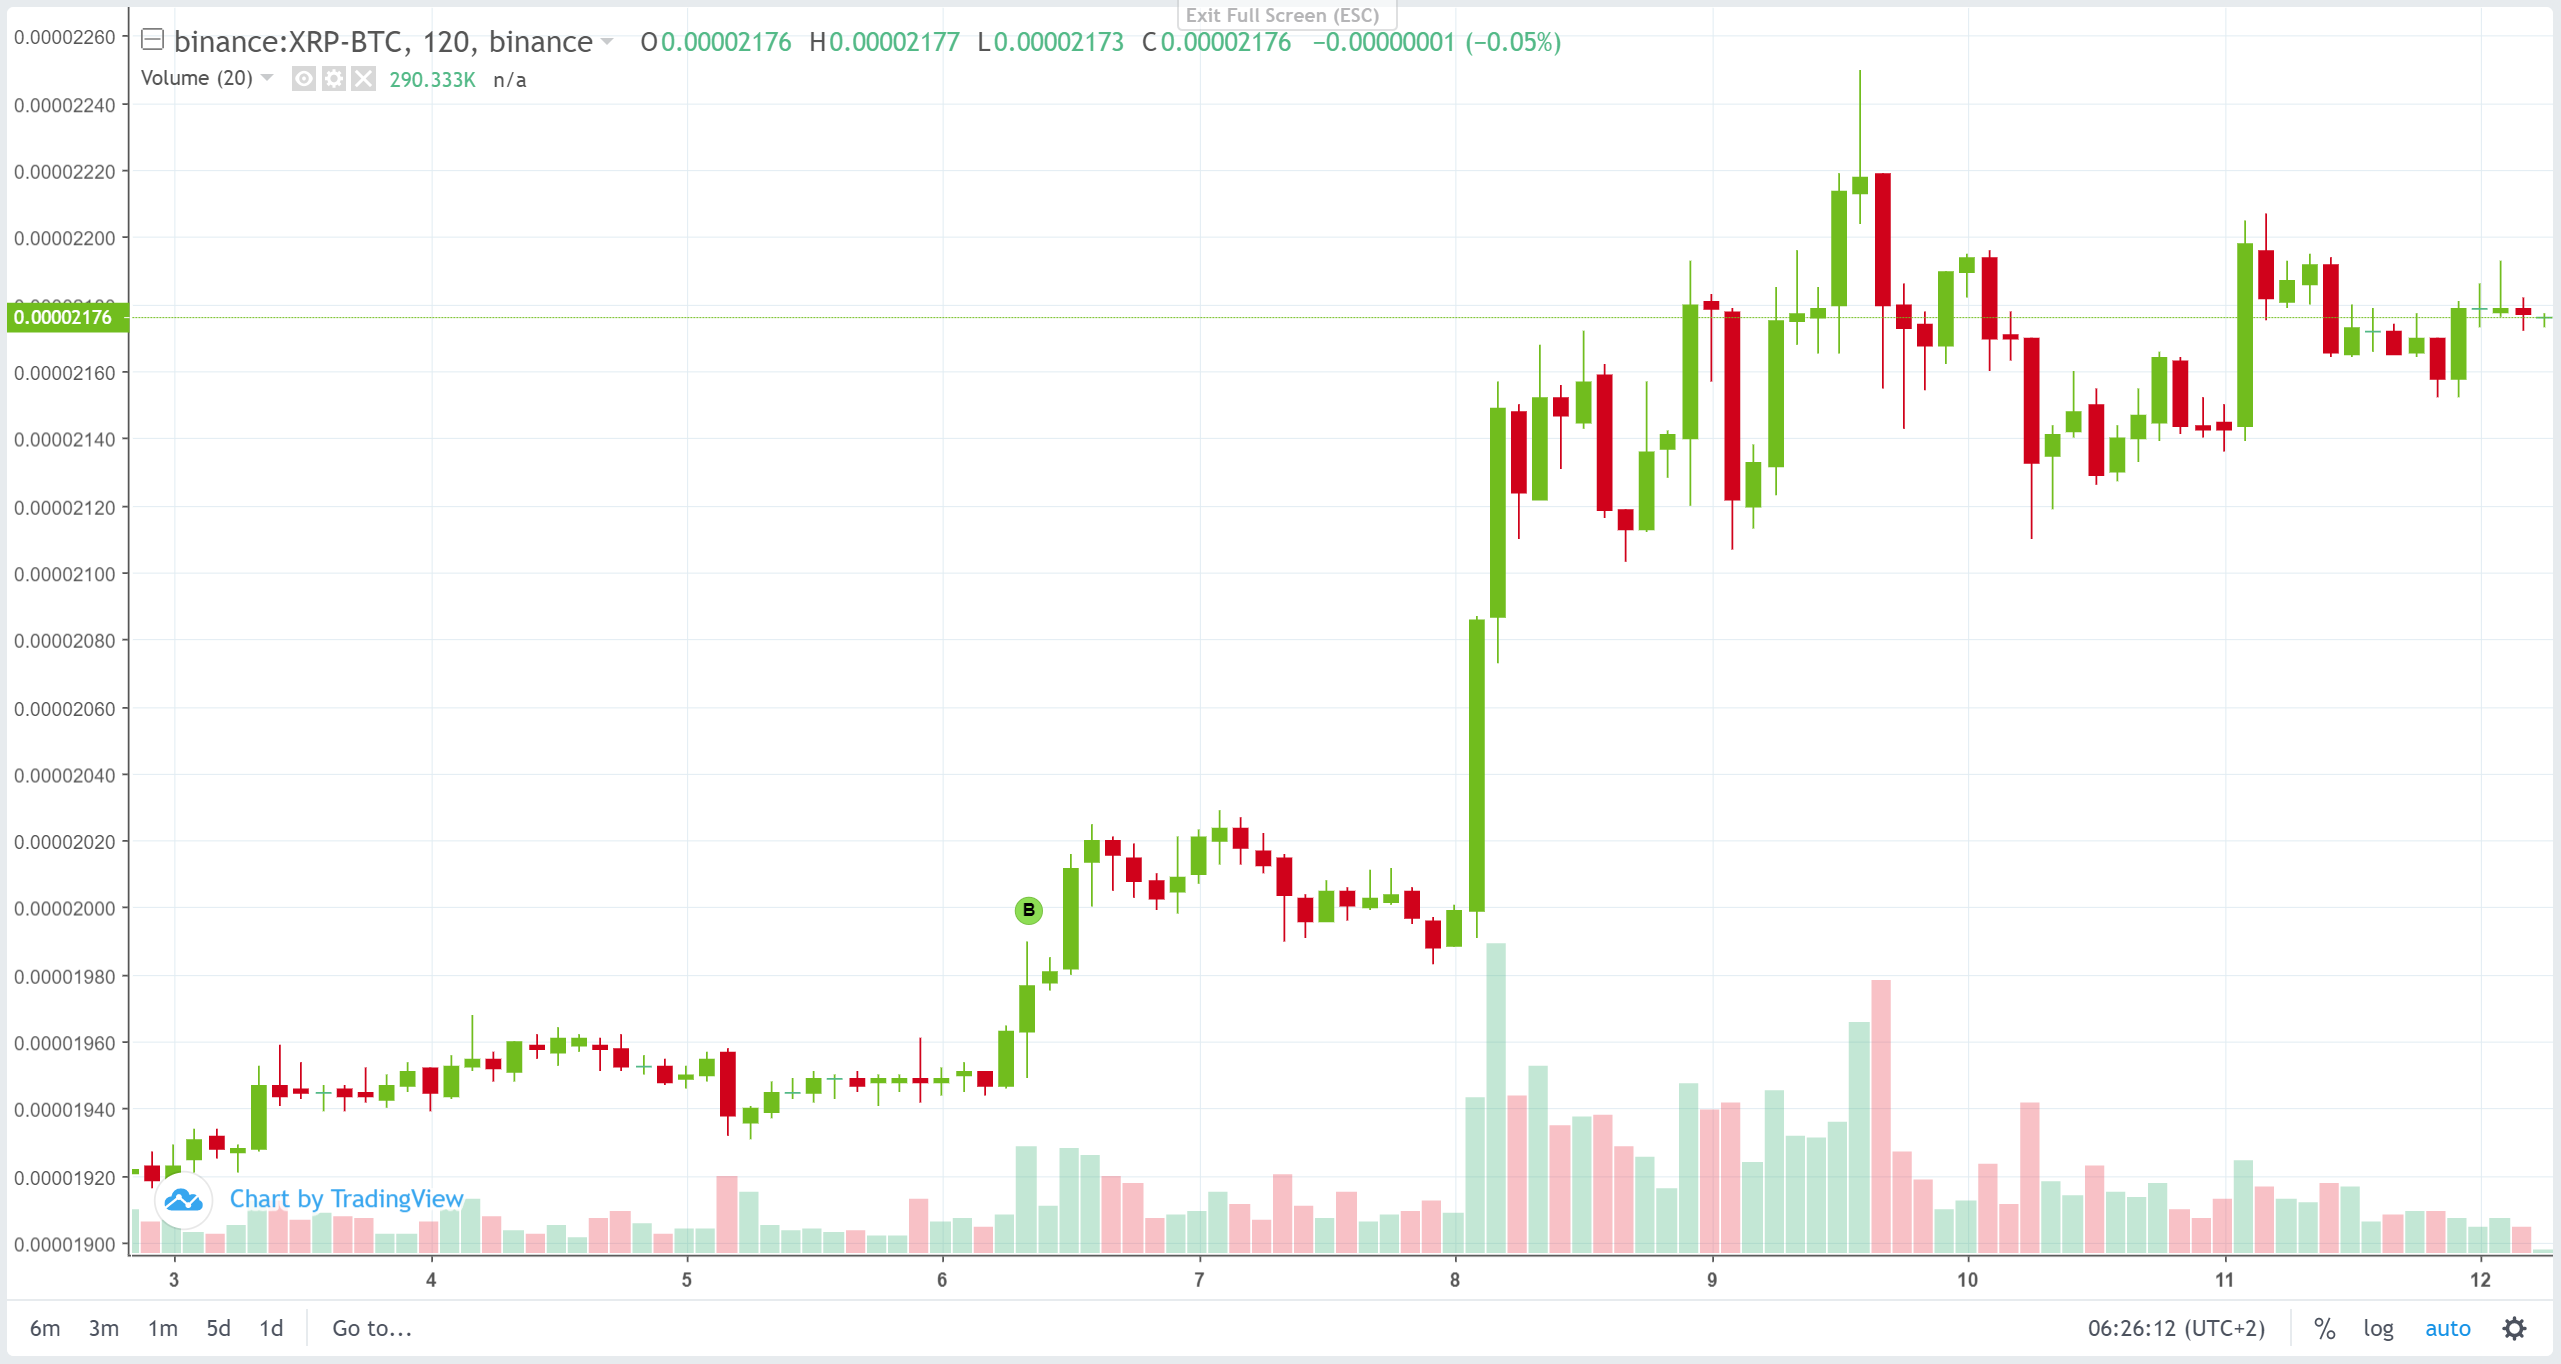 Exit Full Screen (ESC)
binance:XRP-BTC, 120, binance O0.00002176 H0.00002177 L0.00002173 C0.00002176 −0.00000001 (−0.05%)
Volume (20) 290.333K n/a
0.00002260
0.00002240
0.00002220
0.00002200
0.00002176
0.00002160
0.00002140
0.00002120
0.00002100
0.00002080
0.00002060
0.00002040
0.00002020
0.00002000
0.00001980
0.00001960
0.00001940
0.00001920
0.00001900
B
Chart by TradingView
3 4 5 6 7 8 9 10 11 12
6m 3m 1m 5d 1d Go to... 06:26:12 (UTC+2) % log auto